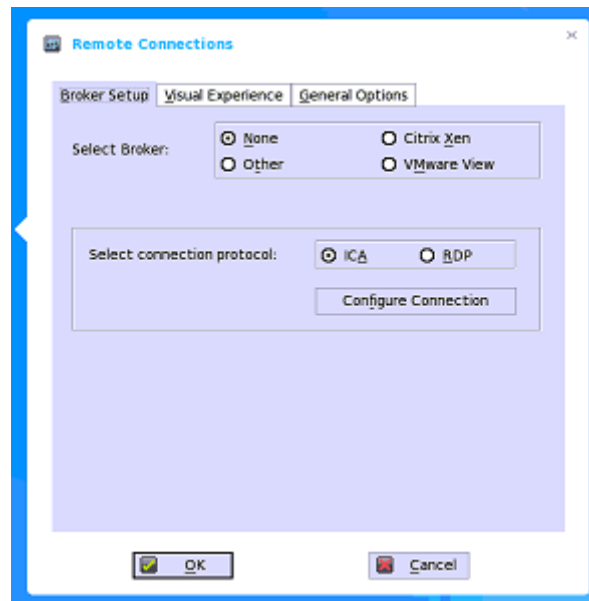 Remote Connections
Broker Setup Visual Experience General Options
Select Broker:
None Citrix Xen
Other VMware View
Select connection protocol: ICA RDP
Configure Connection
OK Cancel